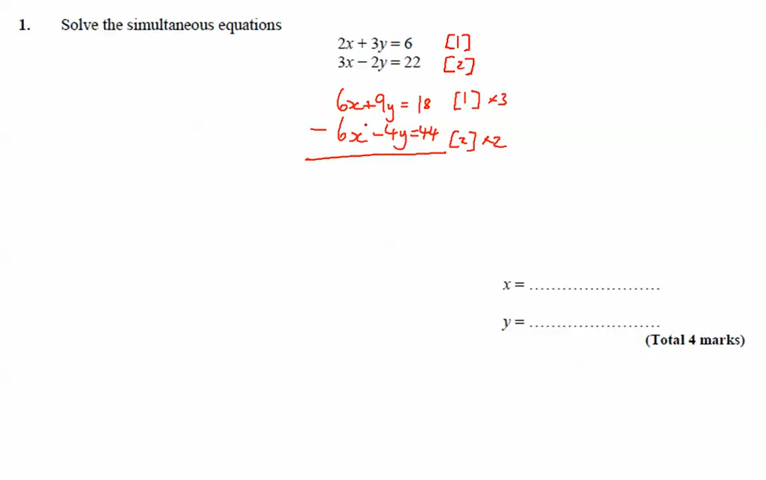 1. Solve the simultaneous equations
2x + 3y = 6 [1]
3x − 2y = 22 [2]
6x+9y = 18 [1] ×3
− 6x −4y=44 [2] ×2
x = ........................
y = ........................
(Total 4 marks)